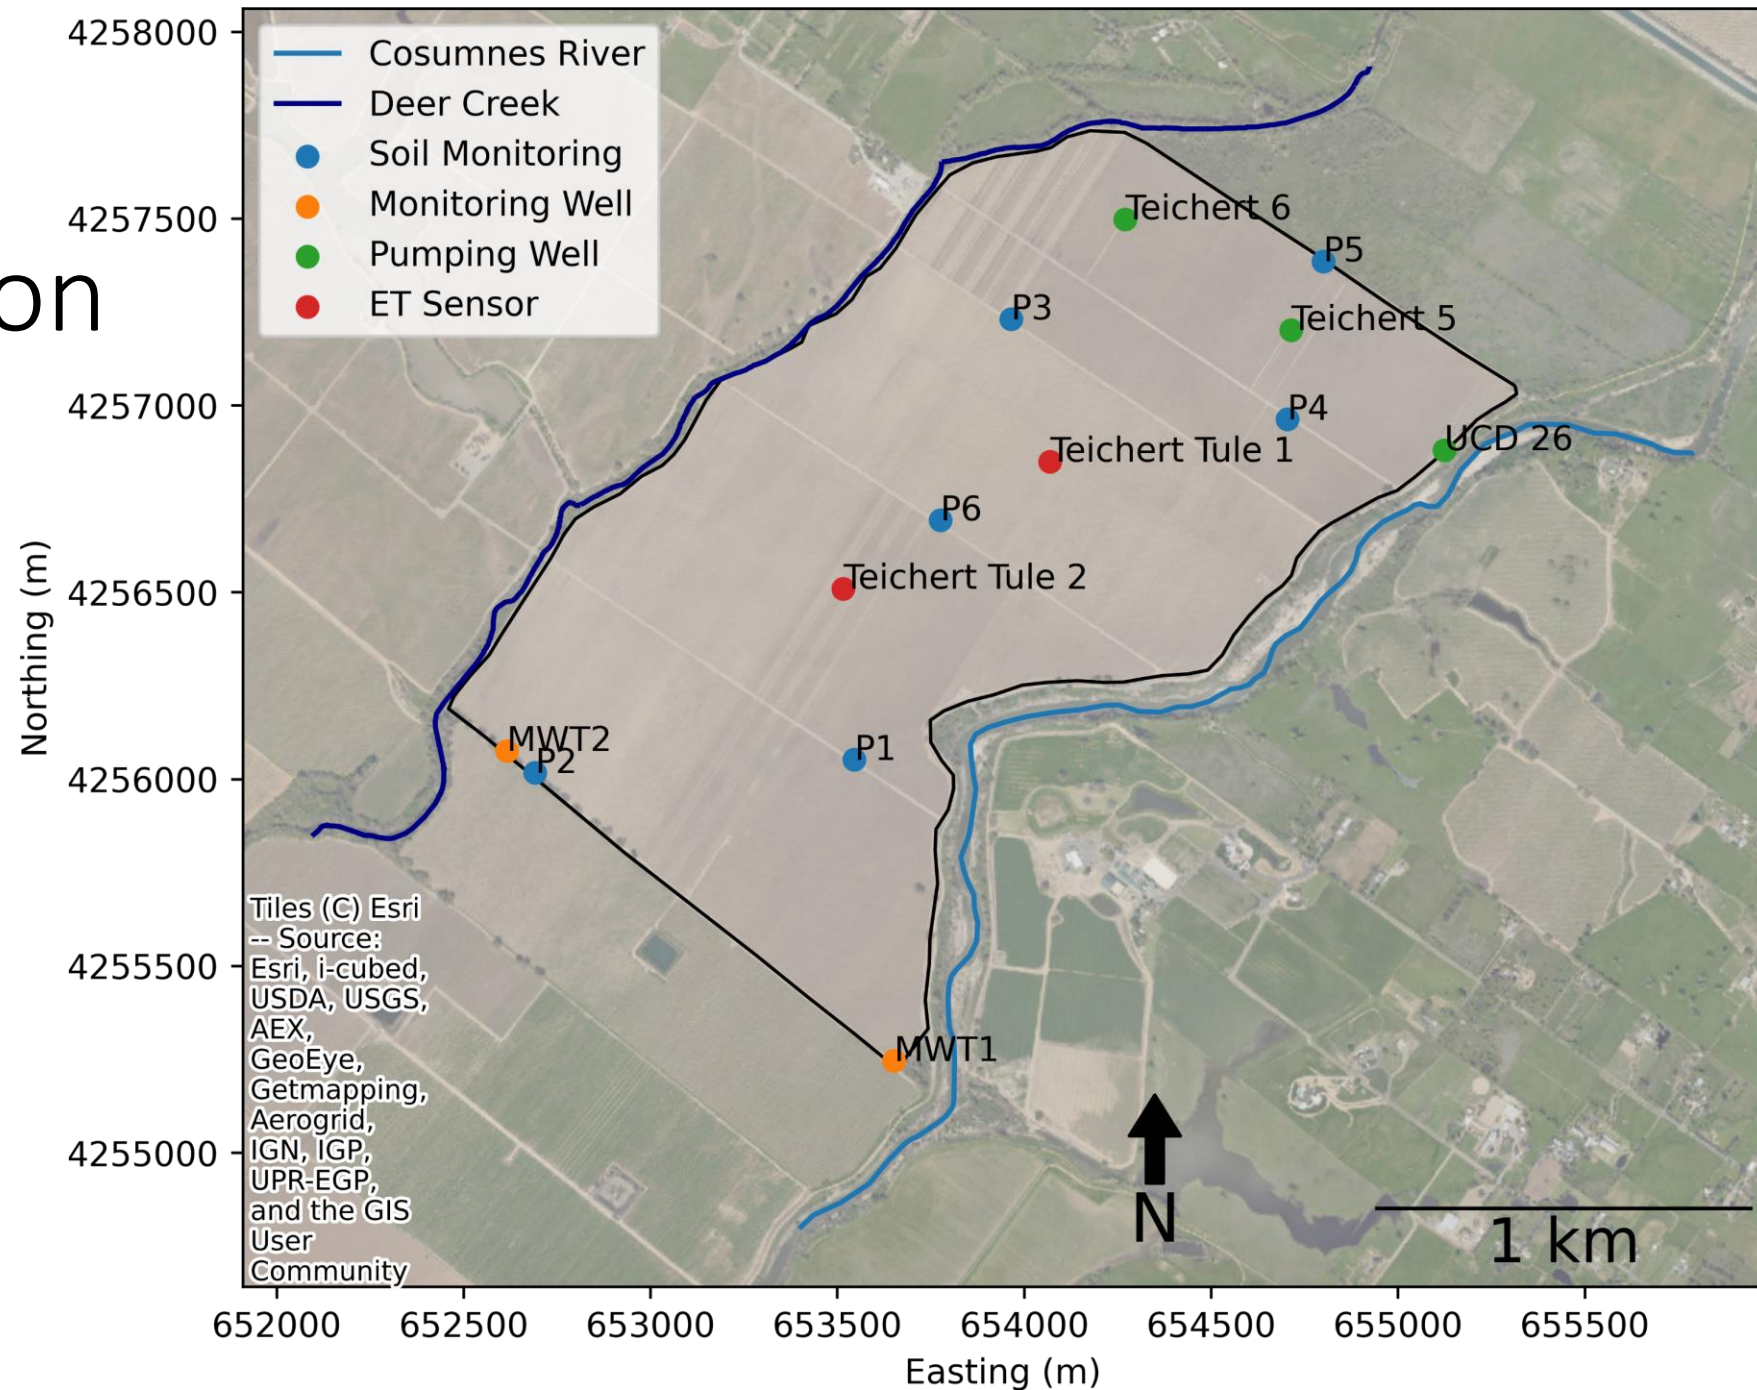 on
Cosumnes River
Deer Creek
Soil Monitoring
Monitoring Well
Pumping Well
ET Sensor
4258000
4257500
4257000
4256500
4256000
4255500
4255000
Northing (m)
Teichert 6
P5
P3
Teichert 5
P4
UCD 26
Teichert Tule 1
P6
Teichert Tule 2
MWT2
P2
P1
MWT1
Tiles (C) Esri
-- Source:
Esri, i-cubed,
USDA, USGS,
AEX,
GeoEye,
Getmapping,
Aerogrid,
IGN, IGP,
UPR-EGP,
and the GIS
User
Community
N
1 km
652000 652500 653000 653500 654000 654500 655000 655500
Easting (m)